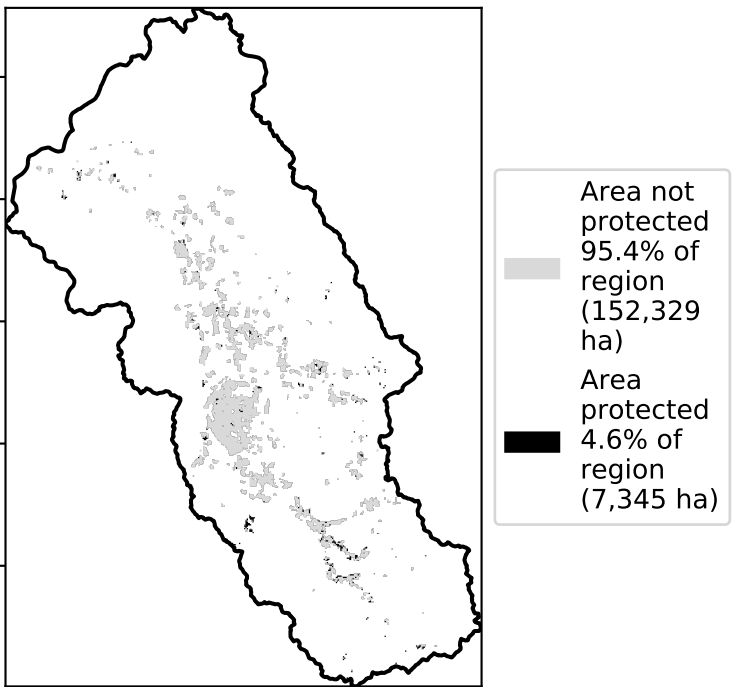 Area not
protected
95.4% of
region
(152,329
ha)
Area
protected
4.6% of
region
(7,345 ha)